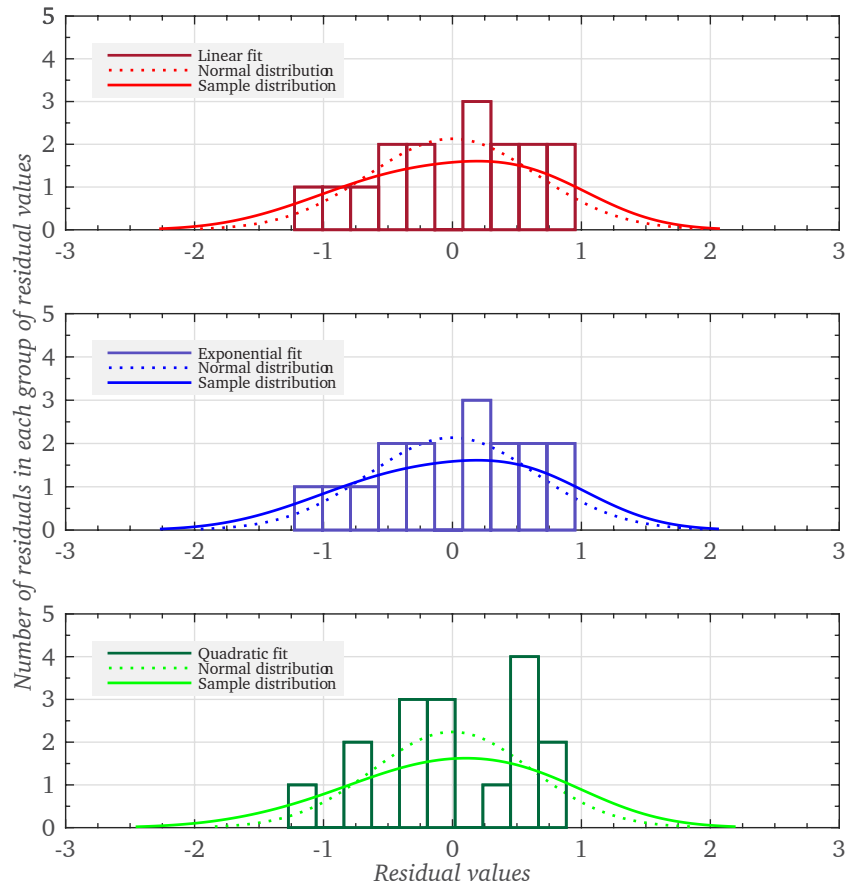 Number of residuals in each group of residual values
5
4
3
2
1
0
Linear fit
Normal distribution
Sample distribution
-3 -2 -1 0 1 2 3
5
4
3
2
1
0
Exponential fit
Normal distribution
Sample distribution
-3 -2 -1 0 1 2 3
5
4
3
2
1
0
Quadratic fit
Normal distribution
Sample distribution
-3 -2 -1 0 1 2 3
Residual values